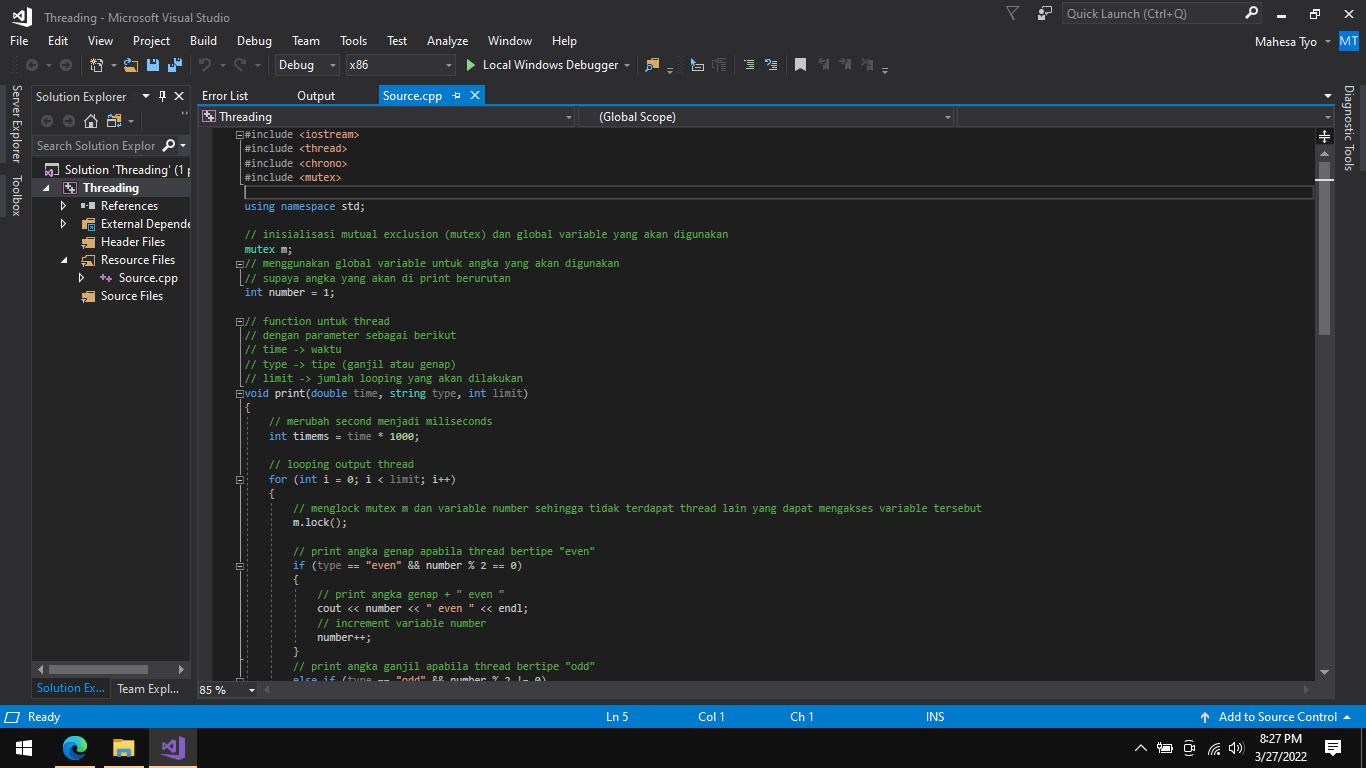 Threading - Microsoft Visual Studio
Quick Launch (Ctrl+Q)
File Edit View Project Build Debug Team Tools Test Analyze Window Help
Mahesa Tyo MT
Debug x86 Local Windows Debugger
Server Explorer
Toolbox
Solution Explorer
Search Solution Explor
Solution 'Threading' (1 p
Threading
References
External Depende
Header Files
Resource Files
Source.cpp
Source Files
Solution Ex... Team Expl...
Error List Output Source.cpp
Threading (Global Scope)
#include <iostream>
#include <thread>
#include <chrono>
#include <mutex>
using namespace std;
// inisialisasi mutual exclusion (mutex) dan global variable yang akan digunakan
mutex m;
// menggunakan global variable untuk angka yang akan digunakan
// supaya angka yang akan di print berurutan
int number = 1;
// function untuk thread
// dengan parameter sebagai berikut
// time -> waktu
// type -> tipe (ganjil atau genap)
// limit -> jumlah looping yang akan dilakukan
void print(double time, string type, int limit)
{
// merubah second menjadi miliseconds
int timems = time * 1000;
// looping output thread
for (int i = 0; i < limit; i++)
{
// menglock mutex m dan variable number sehingga tidak terdapat thread lain yang dapat mengakses variable tersebut
m.lock();
// print angka genap apabila thread bertipe "even"
if (type == "even" && number % 2 == 0)
{
// print angka genap + " even "
cout << number << " even " << endl;
// increment variable number
number++;
}
// print angka ganjil apabila thread bertipe "odd"
else if (type == "odd" && number % 2 != 0)
85 %
Diagnostic Tools
Ready Ln 5 Col 1 Ch 1 INS Add to Source Control
8:27 PM
3/27/2022